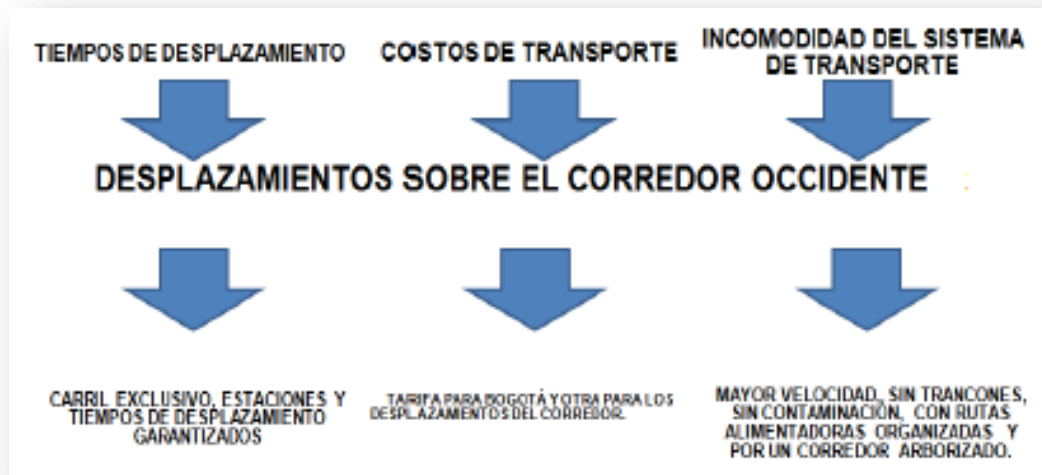 TIEMPOS DE DESPLAZAMIENTO
COSTOS DE TRANSPORTE
INCOMODIDAD DEL SISTEMA
DE TRANSPORTE
DESPLAZAMIENTOS SOBRE EL CORREDOR OCCIDENTE
CARRIL EXCLUSIVO, ESTACIONES Y
TIEMPOS DE DESPLAZAMIENTO
GARANTIZADOS
TARIFA PARA BOGOTÁ Y OTRA PARA LOS
DESPLAZAMIENTOS DEL CORREDOR.
MAYOR VELOCIDAD, SIN TRANCONES,
SIN CONTAMINACIÓN, CON RUTAS
ALIMENTADORAS ORGANIZADAS Y
POR UN CORREDOR ARBORIZADO.